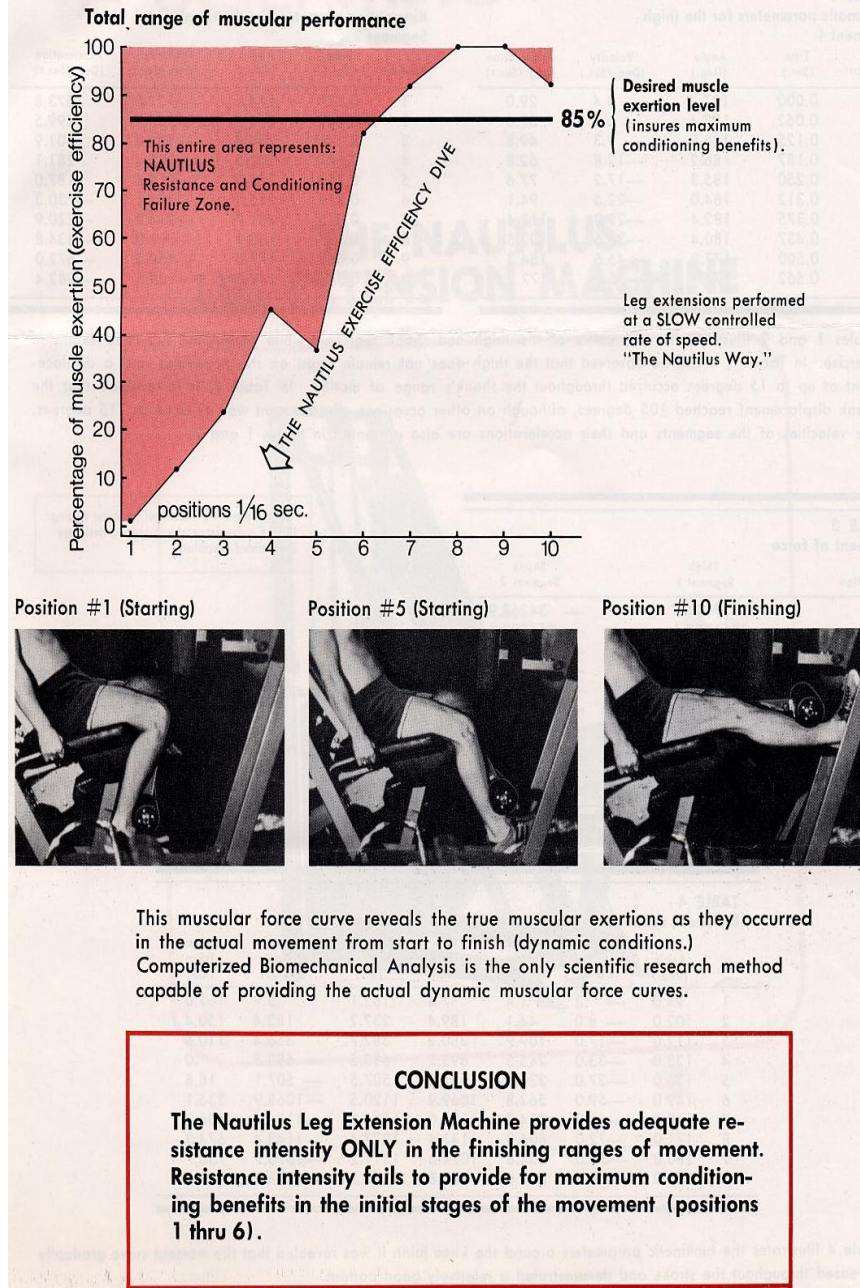 Total range of muscular performance
Percentage of muscle exertion (exercise efficiency)
100
90
80
70
60
50
40
30
20
10
0
This entire area represents:
NAUTILUS
Resistance and Conditioning
Failure Zone.
THE NAUTILUS EXERCISE EFFICIENCY DIVE
85%
Desired muscle
exertion level
(insures maximum
conditioning benefits).
Leg extensions performed
at a SLOW controlled
rate of speed.
"The Nautilus Way."
positions 1/16 sec.
1 2 3 4 5 6 7 8 9 10
Position #1 (Starting)
Position #5 (Starting)
Position #10 (Finishing)
This muscular force curve reveals the true muscular exertions as they occurred
in the actual movement from start to finish (dynamic conditions.)
Computerized Biomechanical Analysis is the only scientific research method
capable of providing the actual dynamic muscular force curves.
CONCLUSION
The Nautilus Leg Extension Machine provides adequate re-
sistance intensity ONLY in the finishing ranges of movement.
Resistance intensity fails to provide for maximum condition-
ing benefits in the initial stages of the movement (positions
1 thru 6).